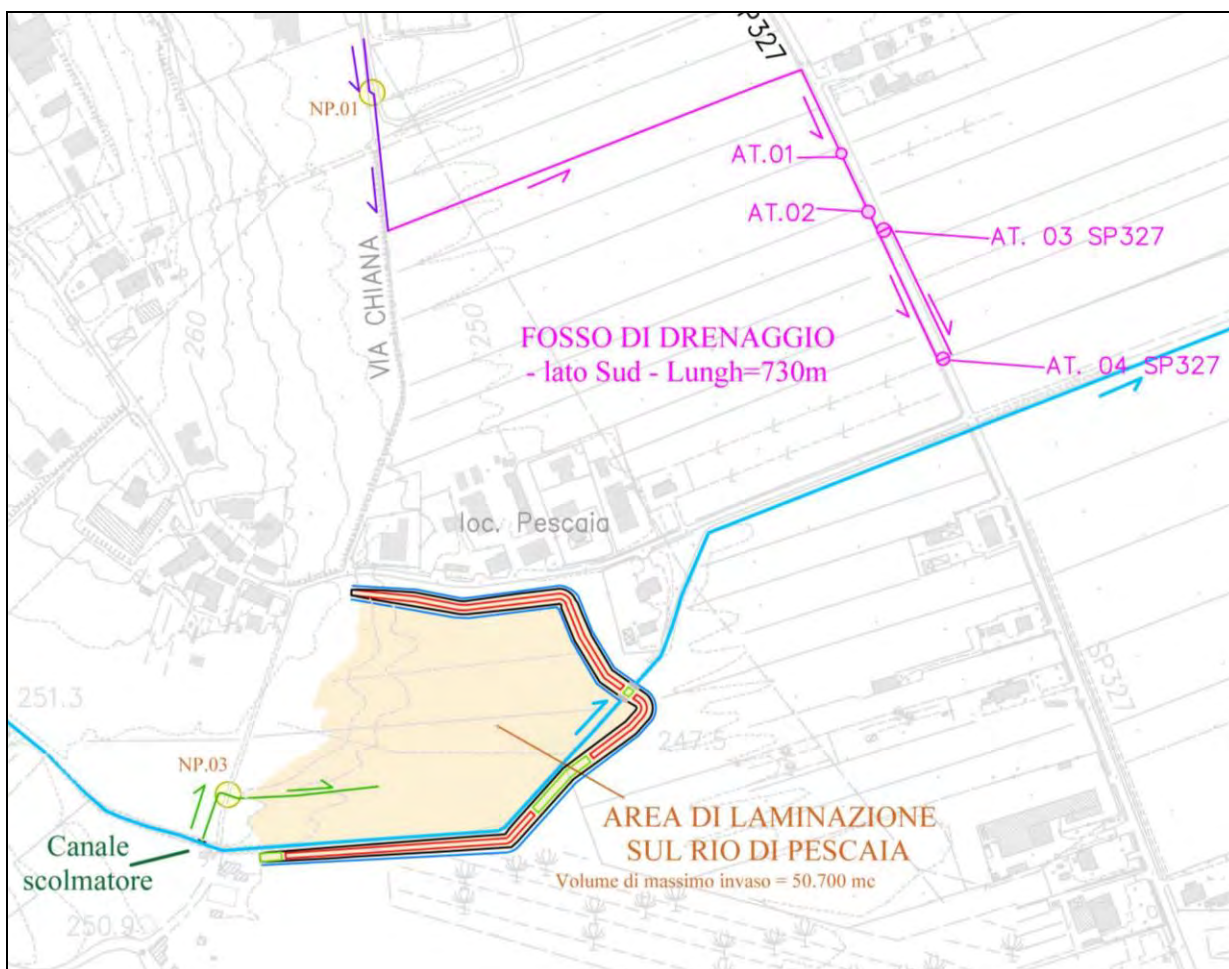 SP327
NP.01
AT.01
AT.02
AT. 03 SP327
VIA CHIANA
260
250
FOSSO DI DRENAGGIO
- lato Sud - Lungh=730m
AT. 04 SP327
loc. Pescaia
251.3
247.5
SP327
NP.03
AREA DI LAMINAZIONE
SUL RIO DI PESCAIA
Volume di massimo invaso = 50.700 mc
Canale
scolmatore
250.9